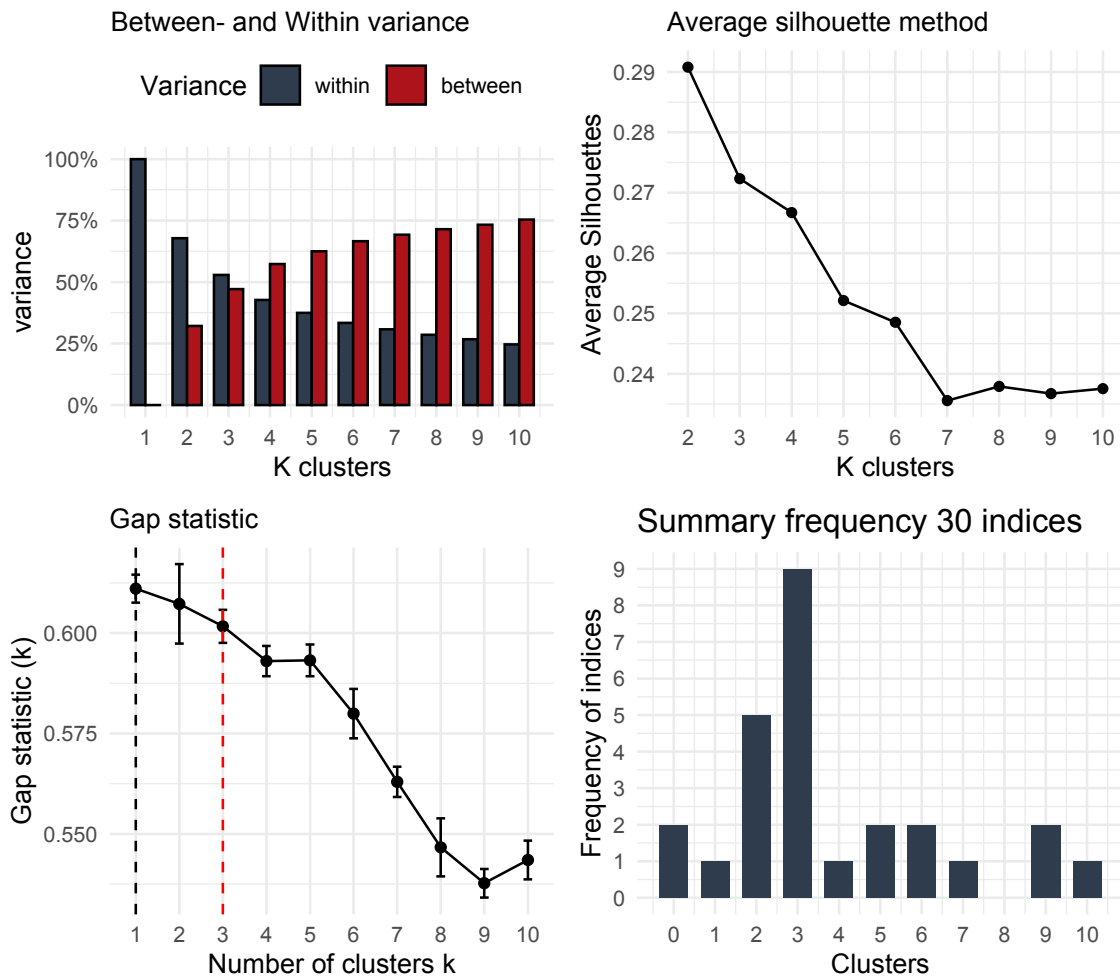 Between- and Within variance
Variance within between
100%
75%
50%
25%
0%
variance
1 2 3 4 5 6 7 8 9 10
K clusters
Average silhouette method
0.29
0.28
0.27
0.26
0.25
0.24
Average Silhouettes
2 3 4 5 6 7 8 9 10
K clusters
Gap statistic
0.600
0.575
0.550
Gap statistic (k)
1 2 3 4 5 6 7 8 9 10
Number of clusters k
Summary frequency 30 indices
9
8
7
6
5
4
3
2
1
0
Frequency of indices
0 1 2 3 4 5 6 7 8 9 10
Clusters